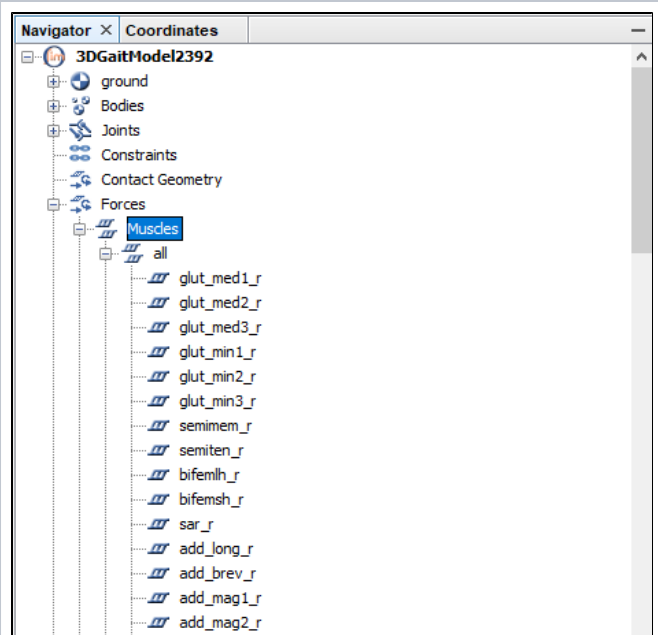 Navigator × Coordinates
3DGaitModel2392
ground
Bodies
Joints
Constraints
Contact Geometry
Forces
Muscles
all
glut_med1_r
glut_med2_r
glut_med3_r
glut_min1_r
glut_min2_r
glut_min3_r
semimem_r
semiten_r
bifemlh_r
bifemsh_r
sar_r
add_long_r
add_brev_r
add_mag1_r
add_mag2_r